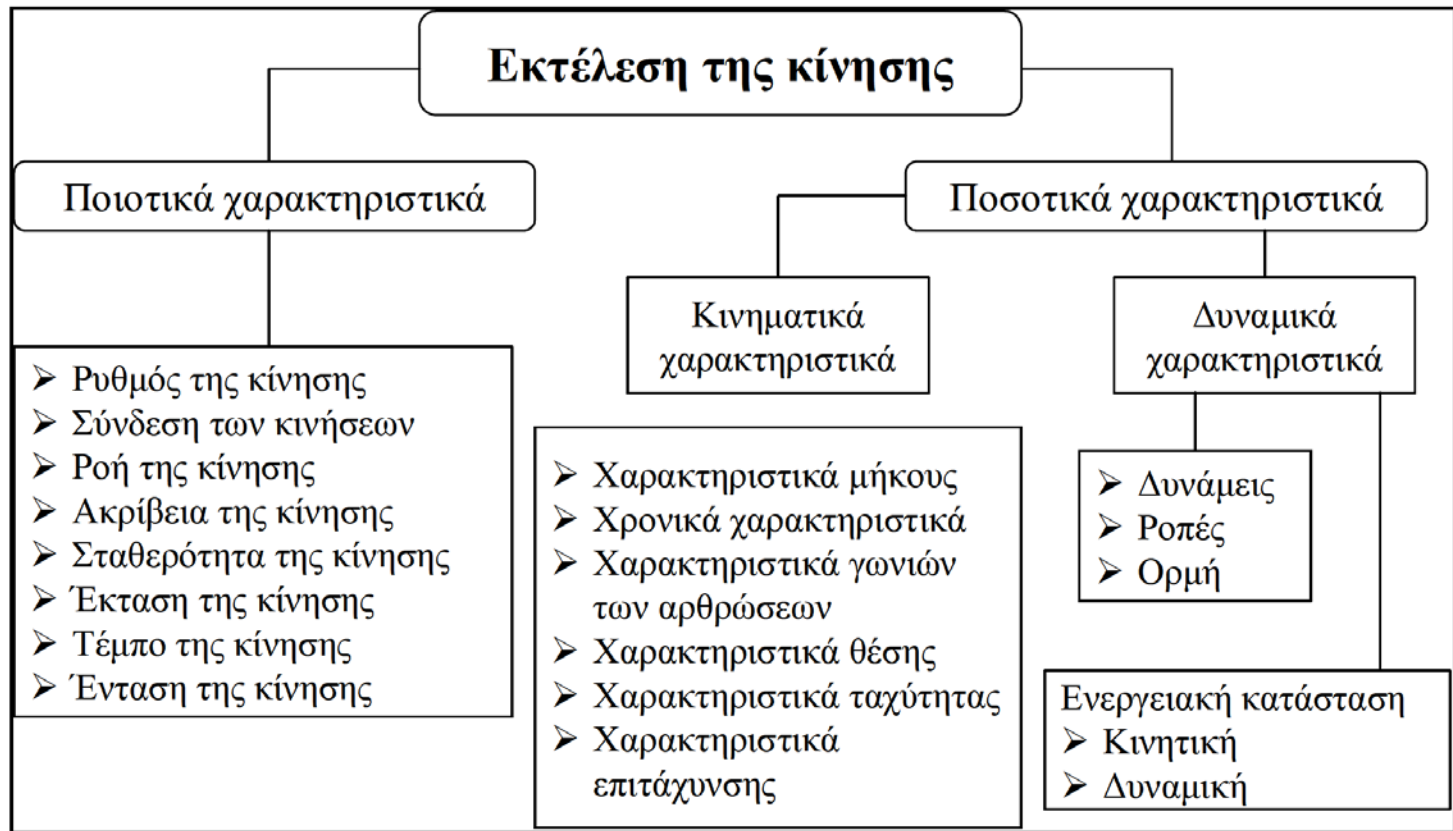 Εκτέλεση της κίνησης
Ποιοτικά χαρακτηριστικά
Ποσοτικά χαρακτηριστικά
Κινηματικά
χαρακτηριστικά
Δυναμικά
χαρακτηριστικά
➢ Ρυθμός της κίνησης
➢ Σύνδεση των κινήσεων
➢ Ροή της κίνησης
➢ Ακρίβεια της κίνησης
➢ Σταθερότητα της κίνησης
➢ Έκταση της κίνησης
➢ Τέμπο της κίνησης
➢ Ένταση της κίνησης
➢ Χαρακτηριστικά μήκους
➢ Χρονικά χαρακτηριστικά
➢ Χαρακτηριστικά γωνιών
των αρθρώσεων
➢ Χαρακτηριστικά θέσης
➢ Χαρακτηριστικά ταχύτητας
➢ Χαρακτηριστικά
επιτάχυνσης
➢ Δυνάμεις
➢ Ροπές
➢ Ορμή
Ενεργειακή κατάσταση
➢ Κινητική
➢ Δυναμική